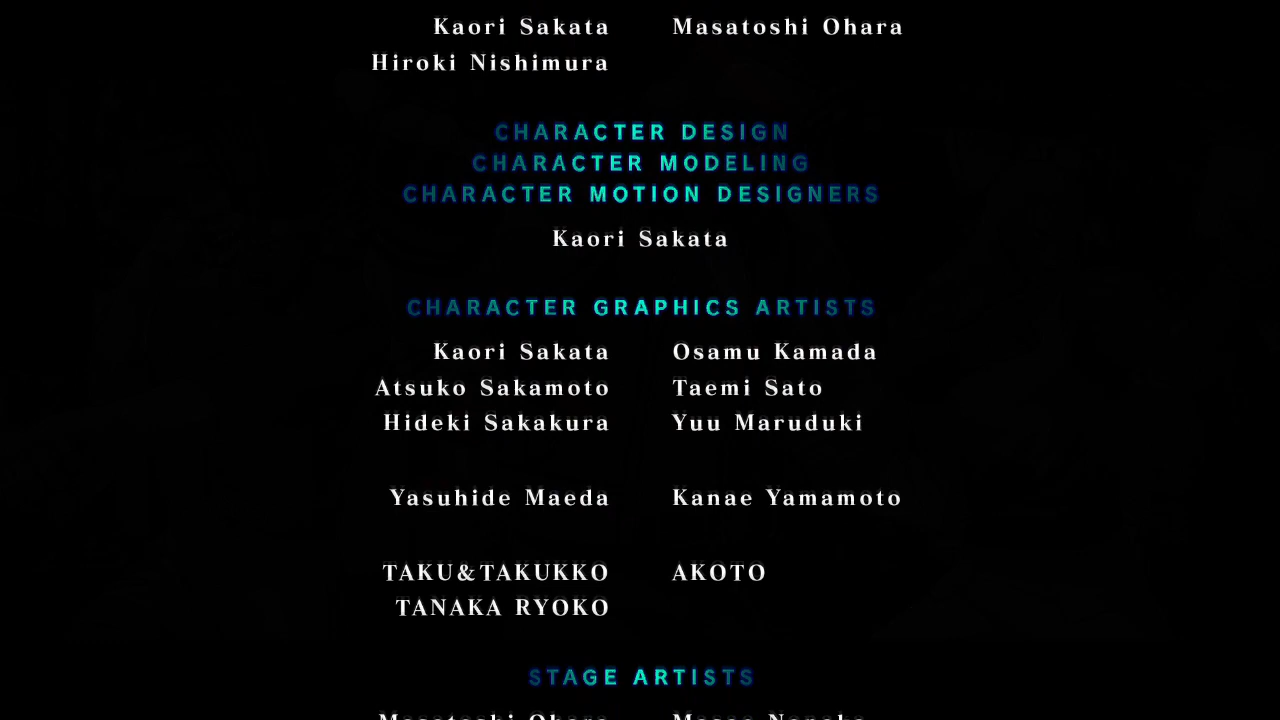 Kaori Sakata Masatoshi Ohara
Hiroki Nishimura
CHARACTER DESIGN
CHARACTER MODELING
CHARACTER MOTION DESIGNERS
Kaori Sakata
CHARACTER GRAPHICS ARTISTS
Kaori Sakata Osamu Kamada
Atsuko Sakamoto Taemi Sato
Hideki Sakakura Yuu Maruduki
Yasuhide Maeda Kanae Yamamoto
TAKU&TAKUKKO AKOTO
TANAKA RYOKO
STAGE ARTISTS
Masatoshi Ohara